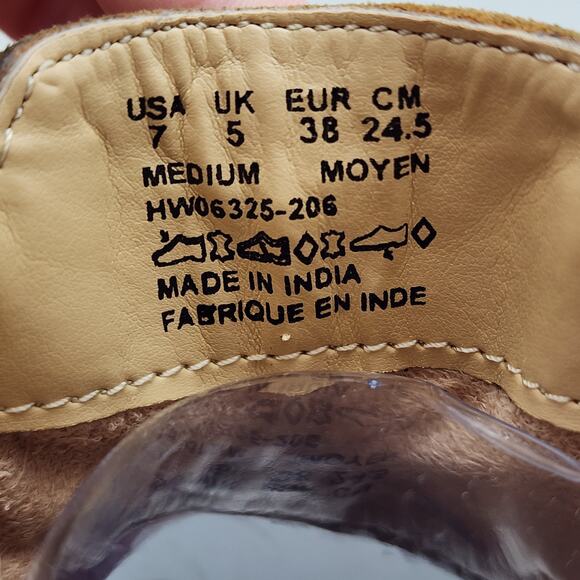 USA UK EUR CM
7 5 38 24.5
MEDIUM MOYEN
HW06325-206
MADE IN INDIA
FABRIQUE EN INDE